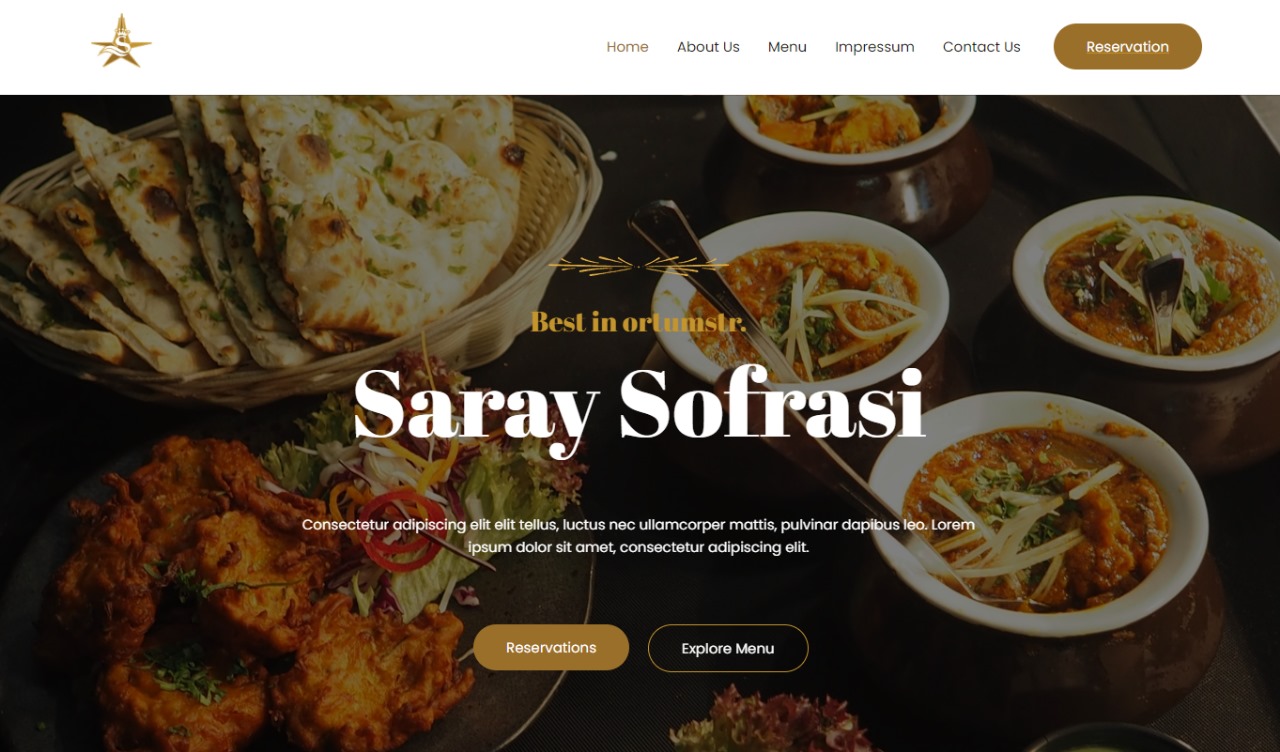 S
Home
About Us
Menu
Impressum
Contact Us
Reservation
Best in ortumstr.
Saray Sofrasi
Consectetur adipiscing elit elit tellus, luctus nec ullamcorper mattis, pulvinar dapibus leo. Lorem
ipsum dolor sit amet, consectetur adipiscing elit.
Reservations
Explore Menu